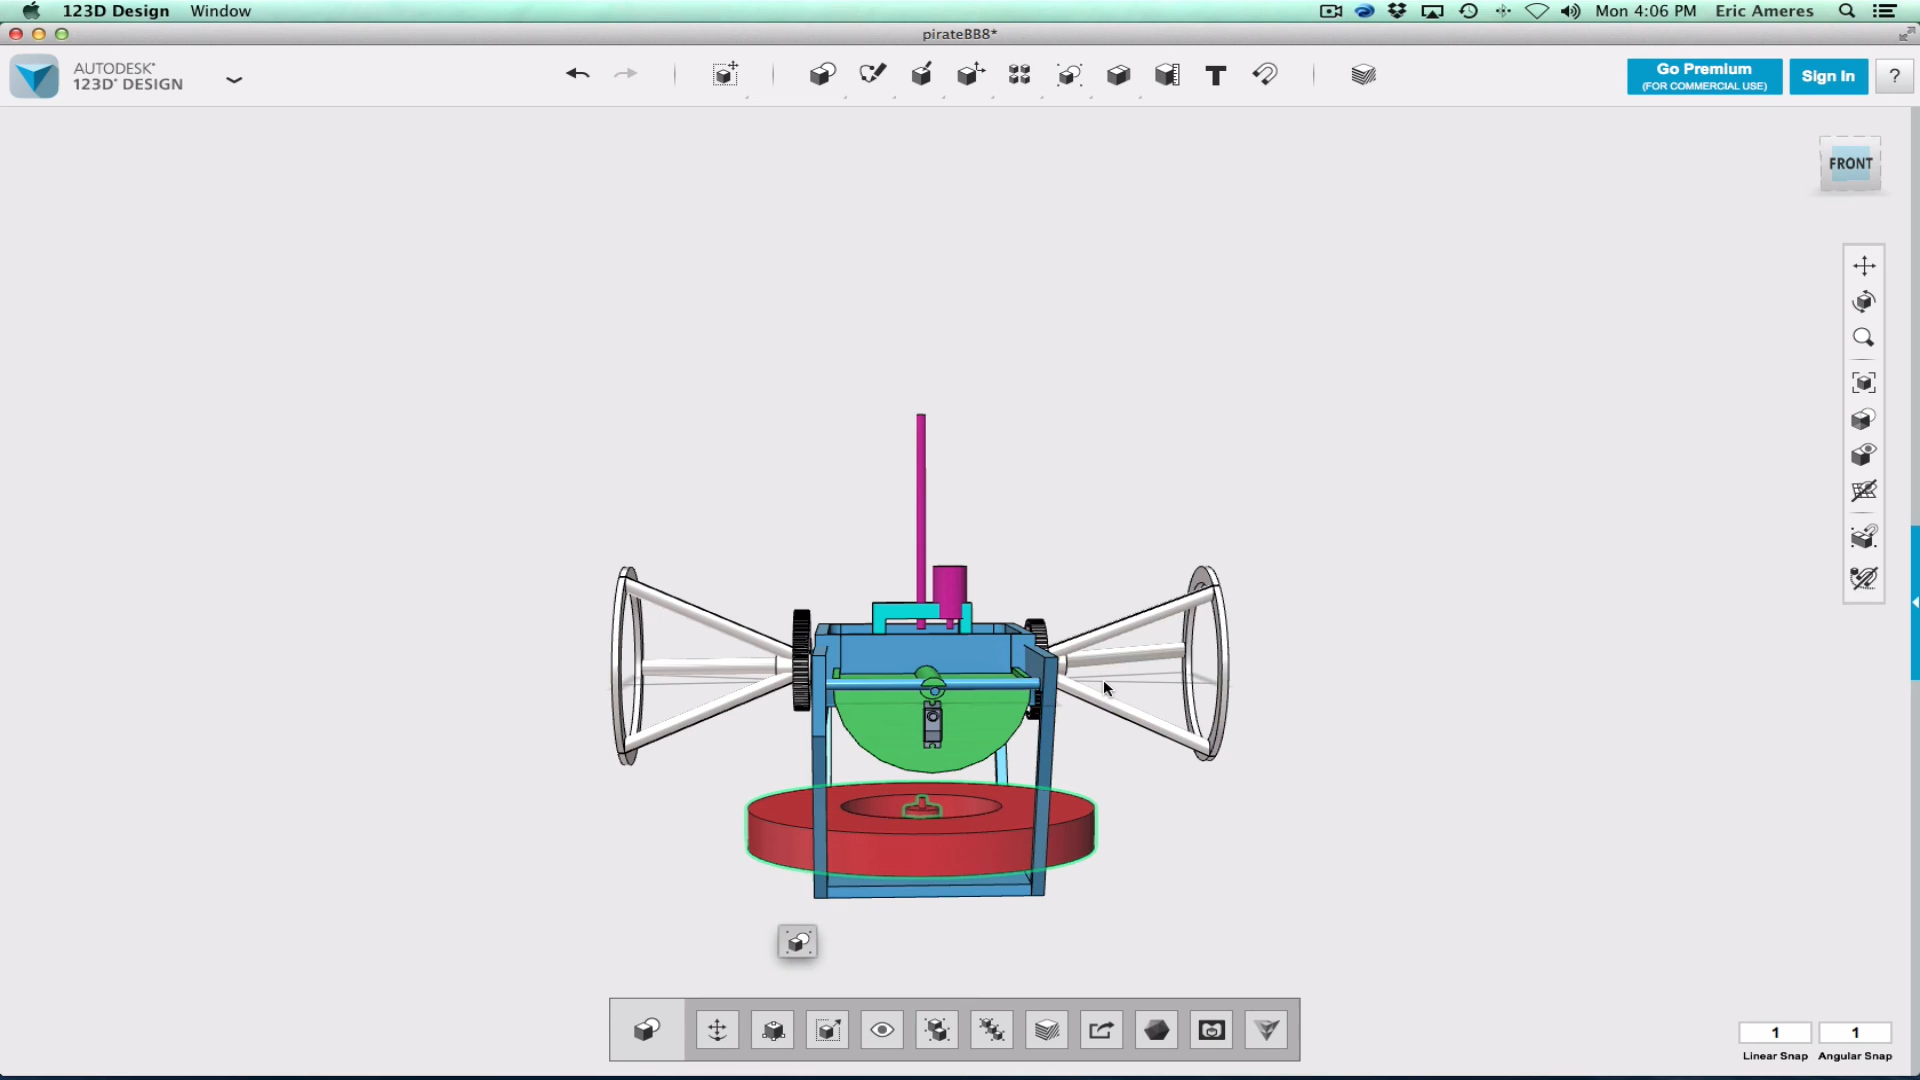 123D Design Window Mon 4:06 PM Eric Ameres
pirateBB8*
AUTODESK®
123D® DESIGN
Go Premium
(FOR COMMERCIAL USE)
Sign In
?
T
FRONT
1 1
Linear Snap Angular Snap